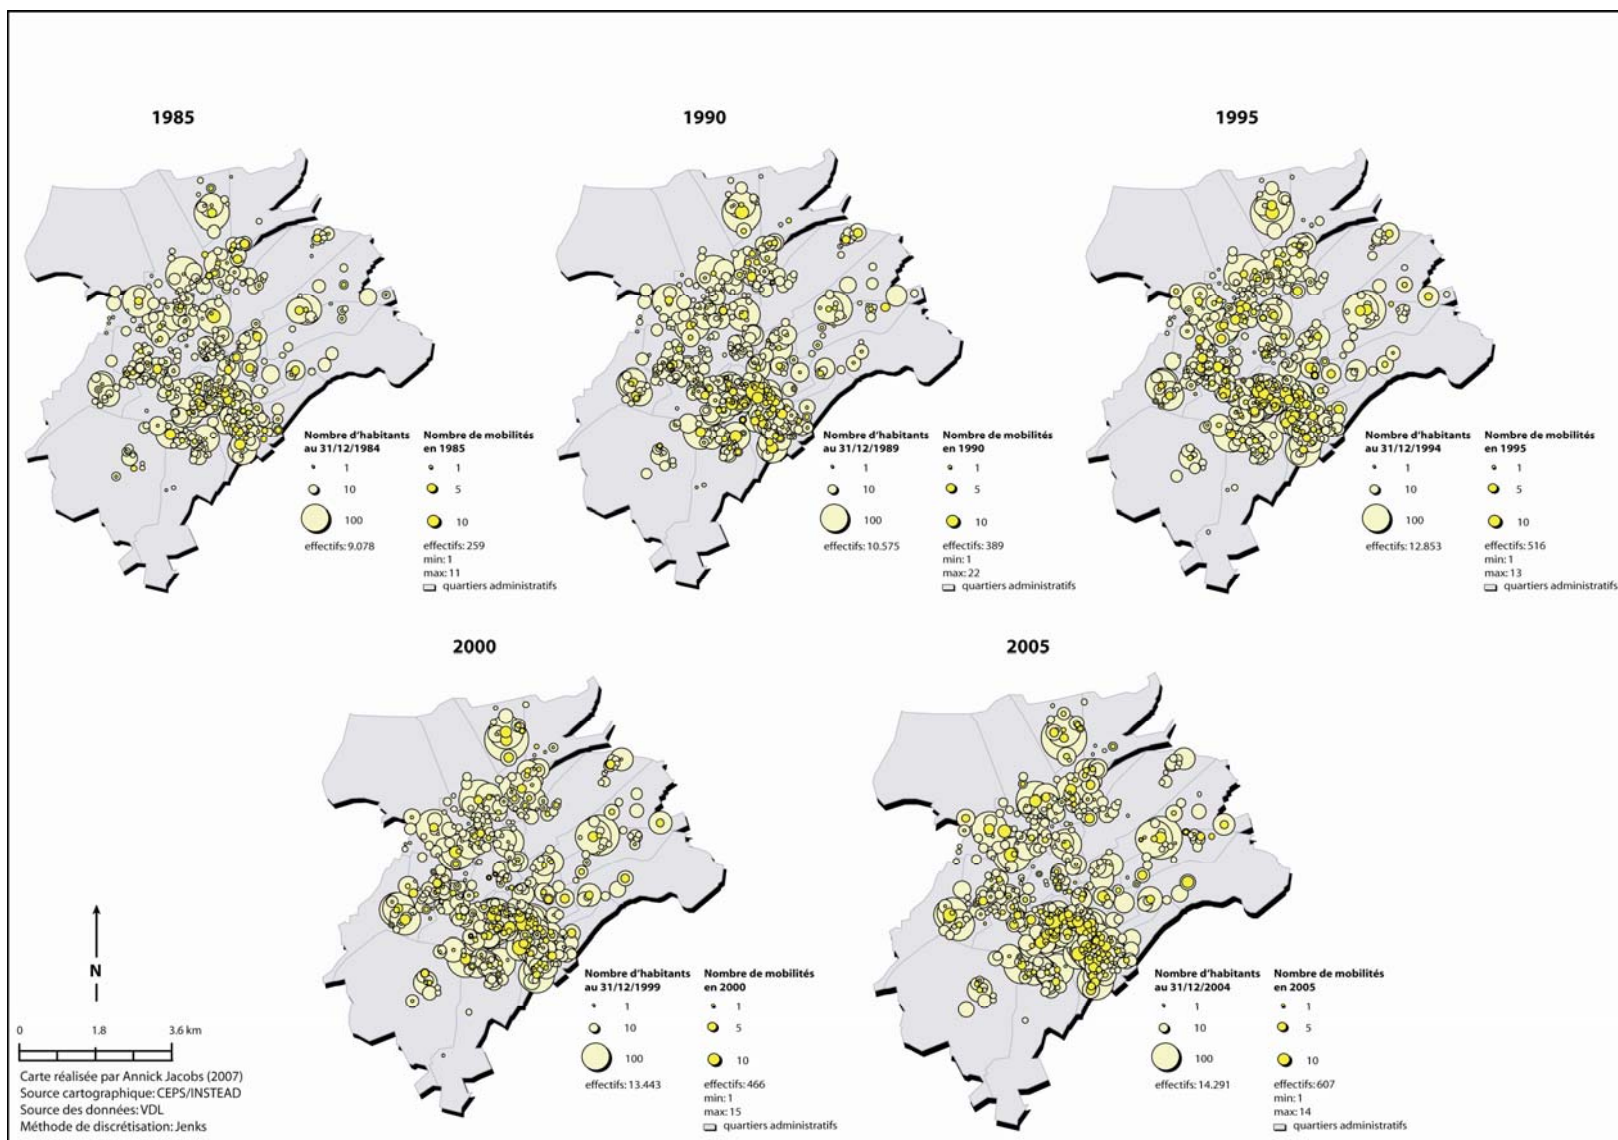 1985
1990
1995
Nombre d'habitants
au 31/12/1984
1
10
100
effectifs: 9.078
Nombre de mobilités
en 1985
1
5
10
effectifs: 259
min: 1
max: 11
quartiers administratifs
Nombre d'habitants
au 31/12/1989
1
10
100
effectifs: 10.575
Nombre de mobilités
en 1990
1
5
10
effectifs: 389
min: 1
max: 22
quartiers administratifs
Nombre d'habitants
au 31/12/1994
1
10
100
effectifs: 12.853
Nombre de mobilités
en 1995
1
5
10
effectifs: 516
min: 1
max: 13
quartiers administratifs
2000
2005
Nombre d'habitants
au 31/12/1999
1
10
100
effectifs: 13.443
Nombre de mobilités
en 2000
1
5
10
effectifs: 466
min: 1
max: 15
quartiers administratifs
Nombre d'habitants
au 31/12/2004
1
10
100
effectifs: 14.291
Nombre de mobilités
en 2005
1
5
10
effectifs: 607
min: 1
max: 14
quartiers administratifs
N
0 1.8 3.6 km
Carte réalisée par Annick Jacobs (2007)
Source cartographique: CEPS/INSTEAD
Source des données: VDL
Méthode de discrétisation: Jenks